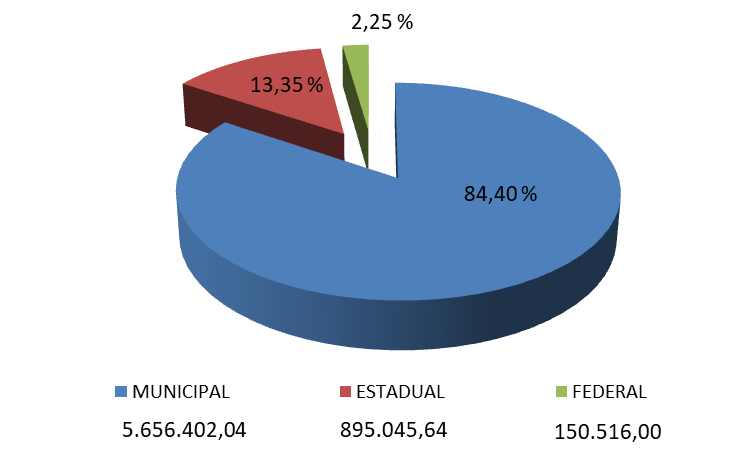 2,25 %
13,35 %
84,40 %
MUNICIPAL ESTADUAL FEDERAL
5.656.402,04 895.045,64 150.516,00